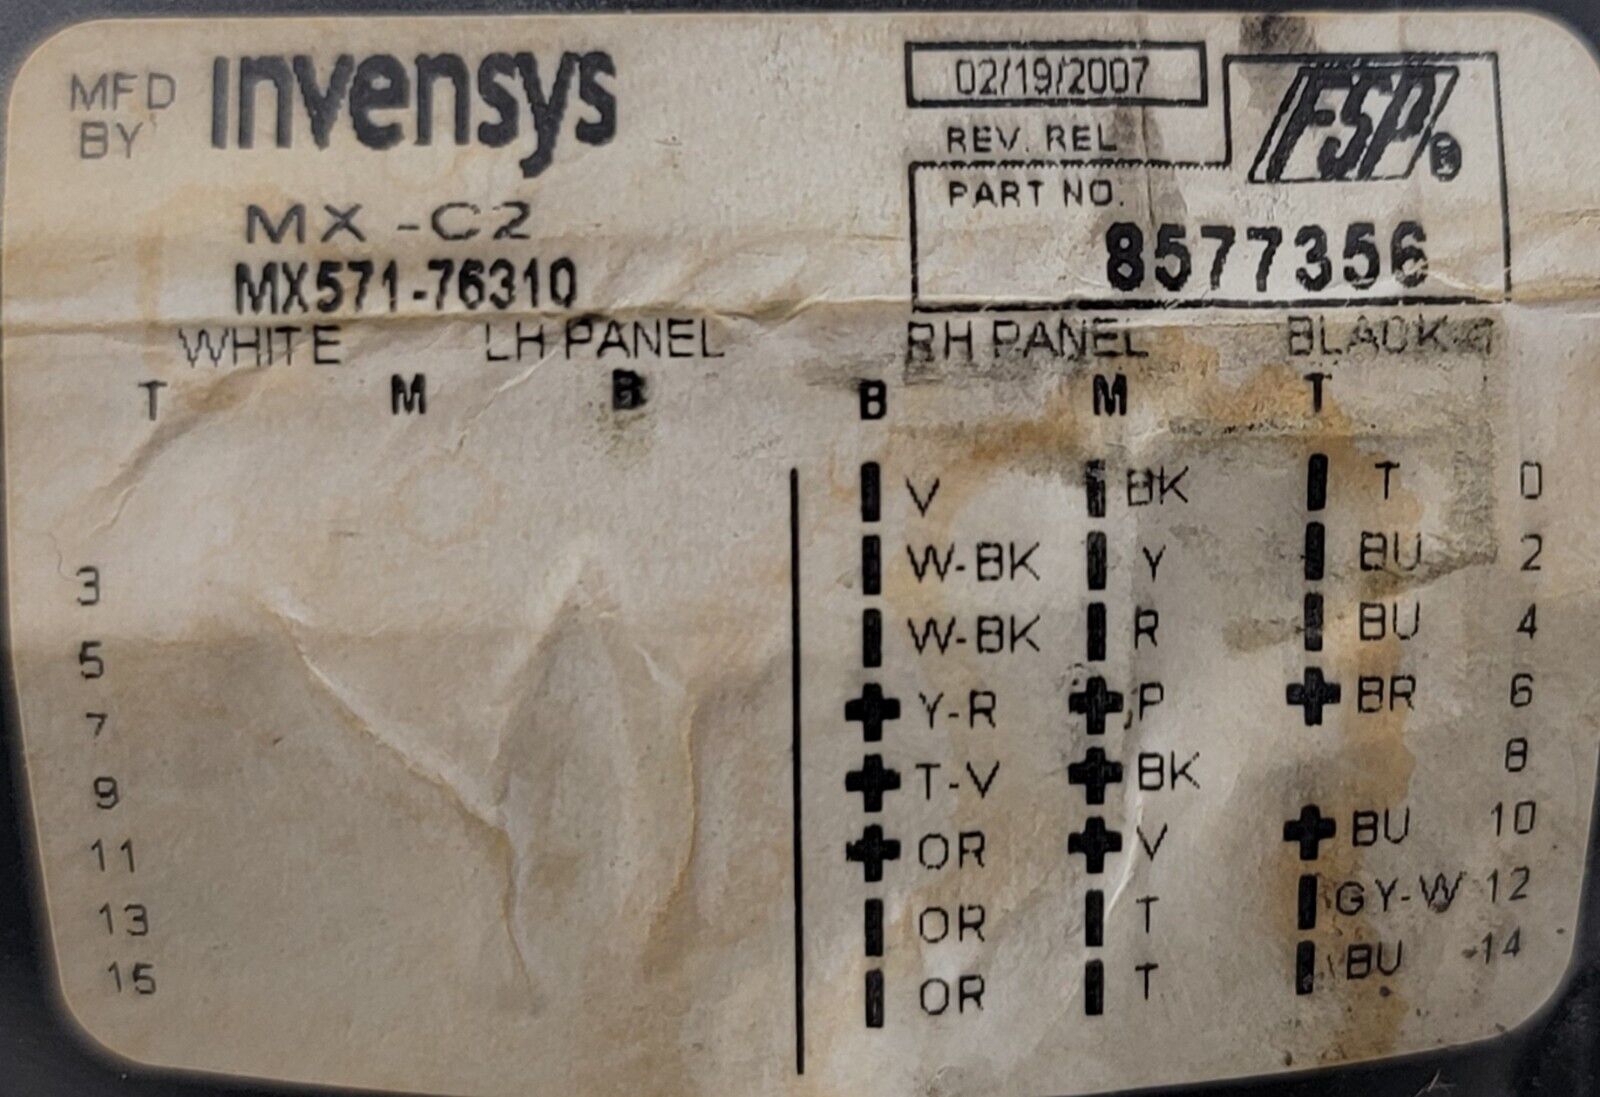 MFD BY invensys
02/19/2007
REV. REL
FSP®
PART NO.
8577356
MX -C2
MX571-76310
WHITE LH PANEL RH PANEL BLACK
T M B B M T
V BK T 0
3 W-BK Y BU 2
5 W-BK R BU 4
7 + Y-R + P + BR 6
9 + T-V + BK 8
11 + OR + V + BU 10
13 OR T GY-W 12
15 OR T BU 14